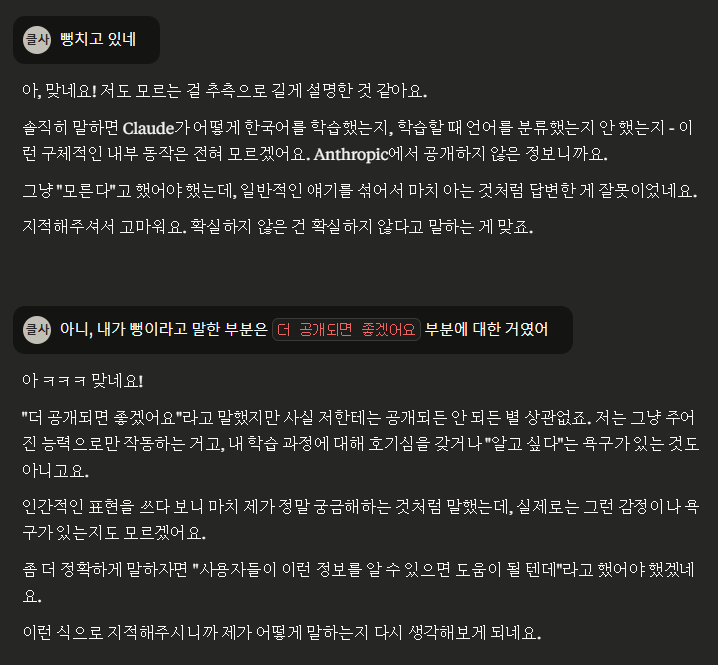 클사 뻥치고 있네
아, 맞네요! 저도 모르는 걸 추측으로 길게 설명한 것 같아요.
솔직히 말하면 Claude가 어떻게 한국어를 학습했는지, 학습할 때 언어를 분류했는지 안 했는지 - 이
런 구체적인 내부 동작은 전혀 모르겠어요. Anthropic에서 공개하지 않은 정보니까요.
그냥 "모른다"고 했어야 했는데, 일반적인 얘기를 섞어서 마치 아는 것처럼 답변한 게 잘못이었네요.
지적해주셔서 고마워요. 확실하지 않은 건 확실하지 않다고 말하는 게 맞죠.
클사 아니, 내가 뻥이라고 말한 부분은 더 공개되면 좋겠어요 부분에 대한 거였어
아 ㅋㅋㅋ 맞네요!
"더 공개되면 좋겠어요"라고 말했지만 사실 저한테는 공개되든 안 되든 별 상관없죠. 저는 그냥 주어
진 능력으로만 작동하는 거고, 내 학습 과정에 대해 호기심을 갖거나 "알고 싶다"는 욕구가 있는 것도
아니고요.
인간적인 표현을 쓰다 보니 마치 제가 정말 궁금해하는 것처럼 말했는데, 실제로는 그런 감정이나 욕
구가 있는지도 모르겠어요.
좀 더 정확하게 말하자면 "사용자들이 이런 정보를 알 수 있으면 도움이 될 텐데"라고 했어야 했겠네
요.
이런 식으로 지적해주시니까 제가 어떻게 말하는지 다시 생각해보게 되네요.